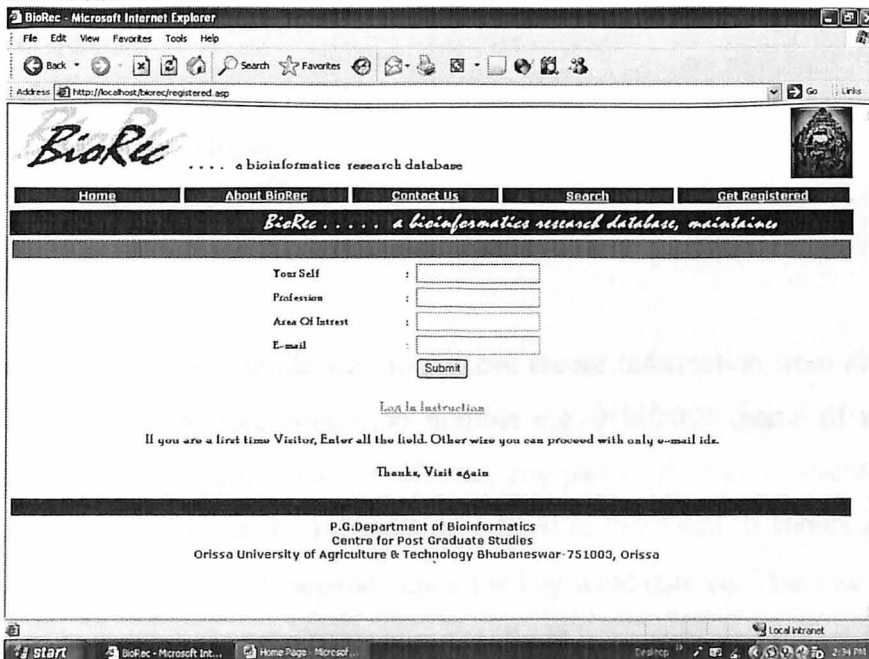 BioRec - Microsoft Internet Explorer
File Edit View Favorites Tools Help
Back Search Favorites
Address http://localhost/biorec/registered.asp Go Links
BioRec . . . . a bioinformatics research database
Home About BioRec Contact Us Search Get Registered
BioRec . . . . . a bioinformatics research database, maintaine
Your Self :
Profession :
Area Of Intrest :
E-mail :
Submit
Log In Instruction
If you are a first time Visitor, Enter all the field. Other wise you can proceed with only e-mail ids.
Thanks, Visit again
P.G.Department of Bioinformatics
Centre for Post Graduate Studies
Orissa University of Agriculture & Technology Bhubaneswar-751003, Orissa
Local intranet
start BioRec - Microsoft Int... Home Page - Microsof... Desktop 2:34 PM